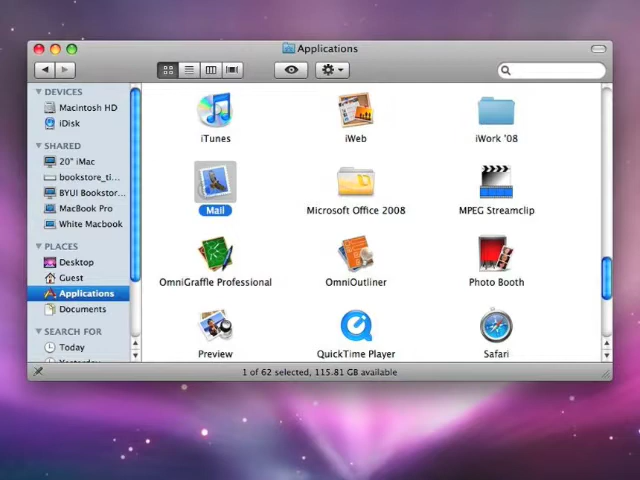 Applications
DEVICES
Macintosh HD
iDisk
SHARED
20" iMac
bookstore_ti...
BYUI Bookstor...
MacBook Pro
White Macbook
PLACES
Desktop
Guest
Applications
Documents
SEARCH FOR
Today
Yesterday
iTunes
iWeb
iWork '08
Mail
Microsoft Office 2008
MPEG Streamclip
OmniGraffle Professional
OmniOutliner
Photo Booth
Preview
QuickTime Player
Safari
1 of 62 selected, 115.81 GB available